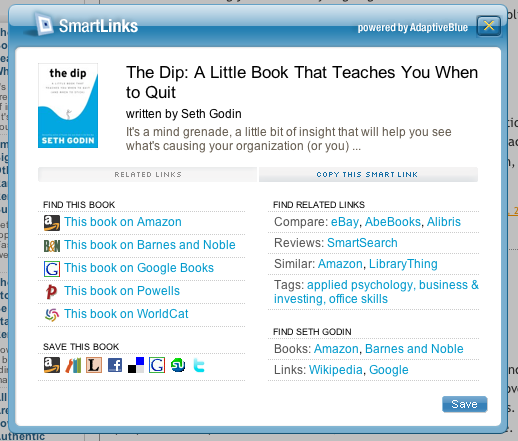 SmartLinks
powered by AdaptiveBlue
the dip
SETH GODIN
The Dip: A Little Book That Teaches You When
to Quit
written by Seth Godin
It's a mind grenade, a little bit of insight that will help you see
what's causing your organization (or you) ...
RELATED LINKS
COPY THIS SMART LINK
FIND THIS BOOK
This book on Amazon
This book on Barnes and Noble
This book on Google Books
This book on Powells
This book on WorldCat
SAVE THIS BOOK
FIND RELATED LINKS
Compare: eBay, AbeBooks, Alibris
Reviews: SmartSearch
Similar: Amazon, LibraryThing
Tags: applied psychology, business &
investing, office skills
FIND SETH GODIN
Books: Amazon, Barnes and Noble
Links: Wikipedia, Google
Save